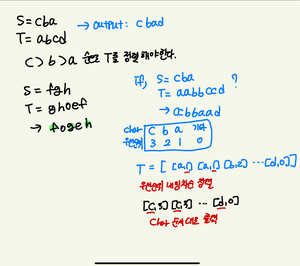 S = cba → output: cbad
T = abcd
C > b > a 순으로 T를 정렬해야한다.
S = fgh
T = ghoef
→ fogeh
If, S = cba ?
T = aabbccd
→ ccbbaad
char c b a 기타
우선순위 3 2 1 0
T = [ [a,1] [a,1] [b,2] ... [d,0]
우선순위 내림차순 정렬
[c,3] [c,3] ... [d,0]
Char 순서대로 출력